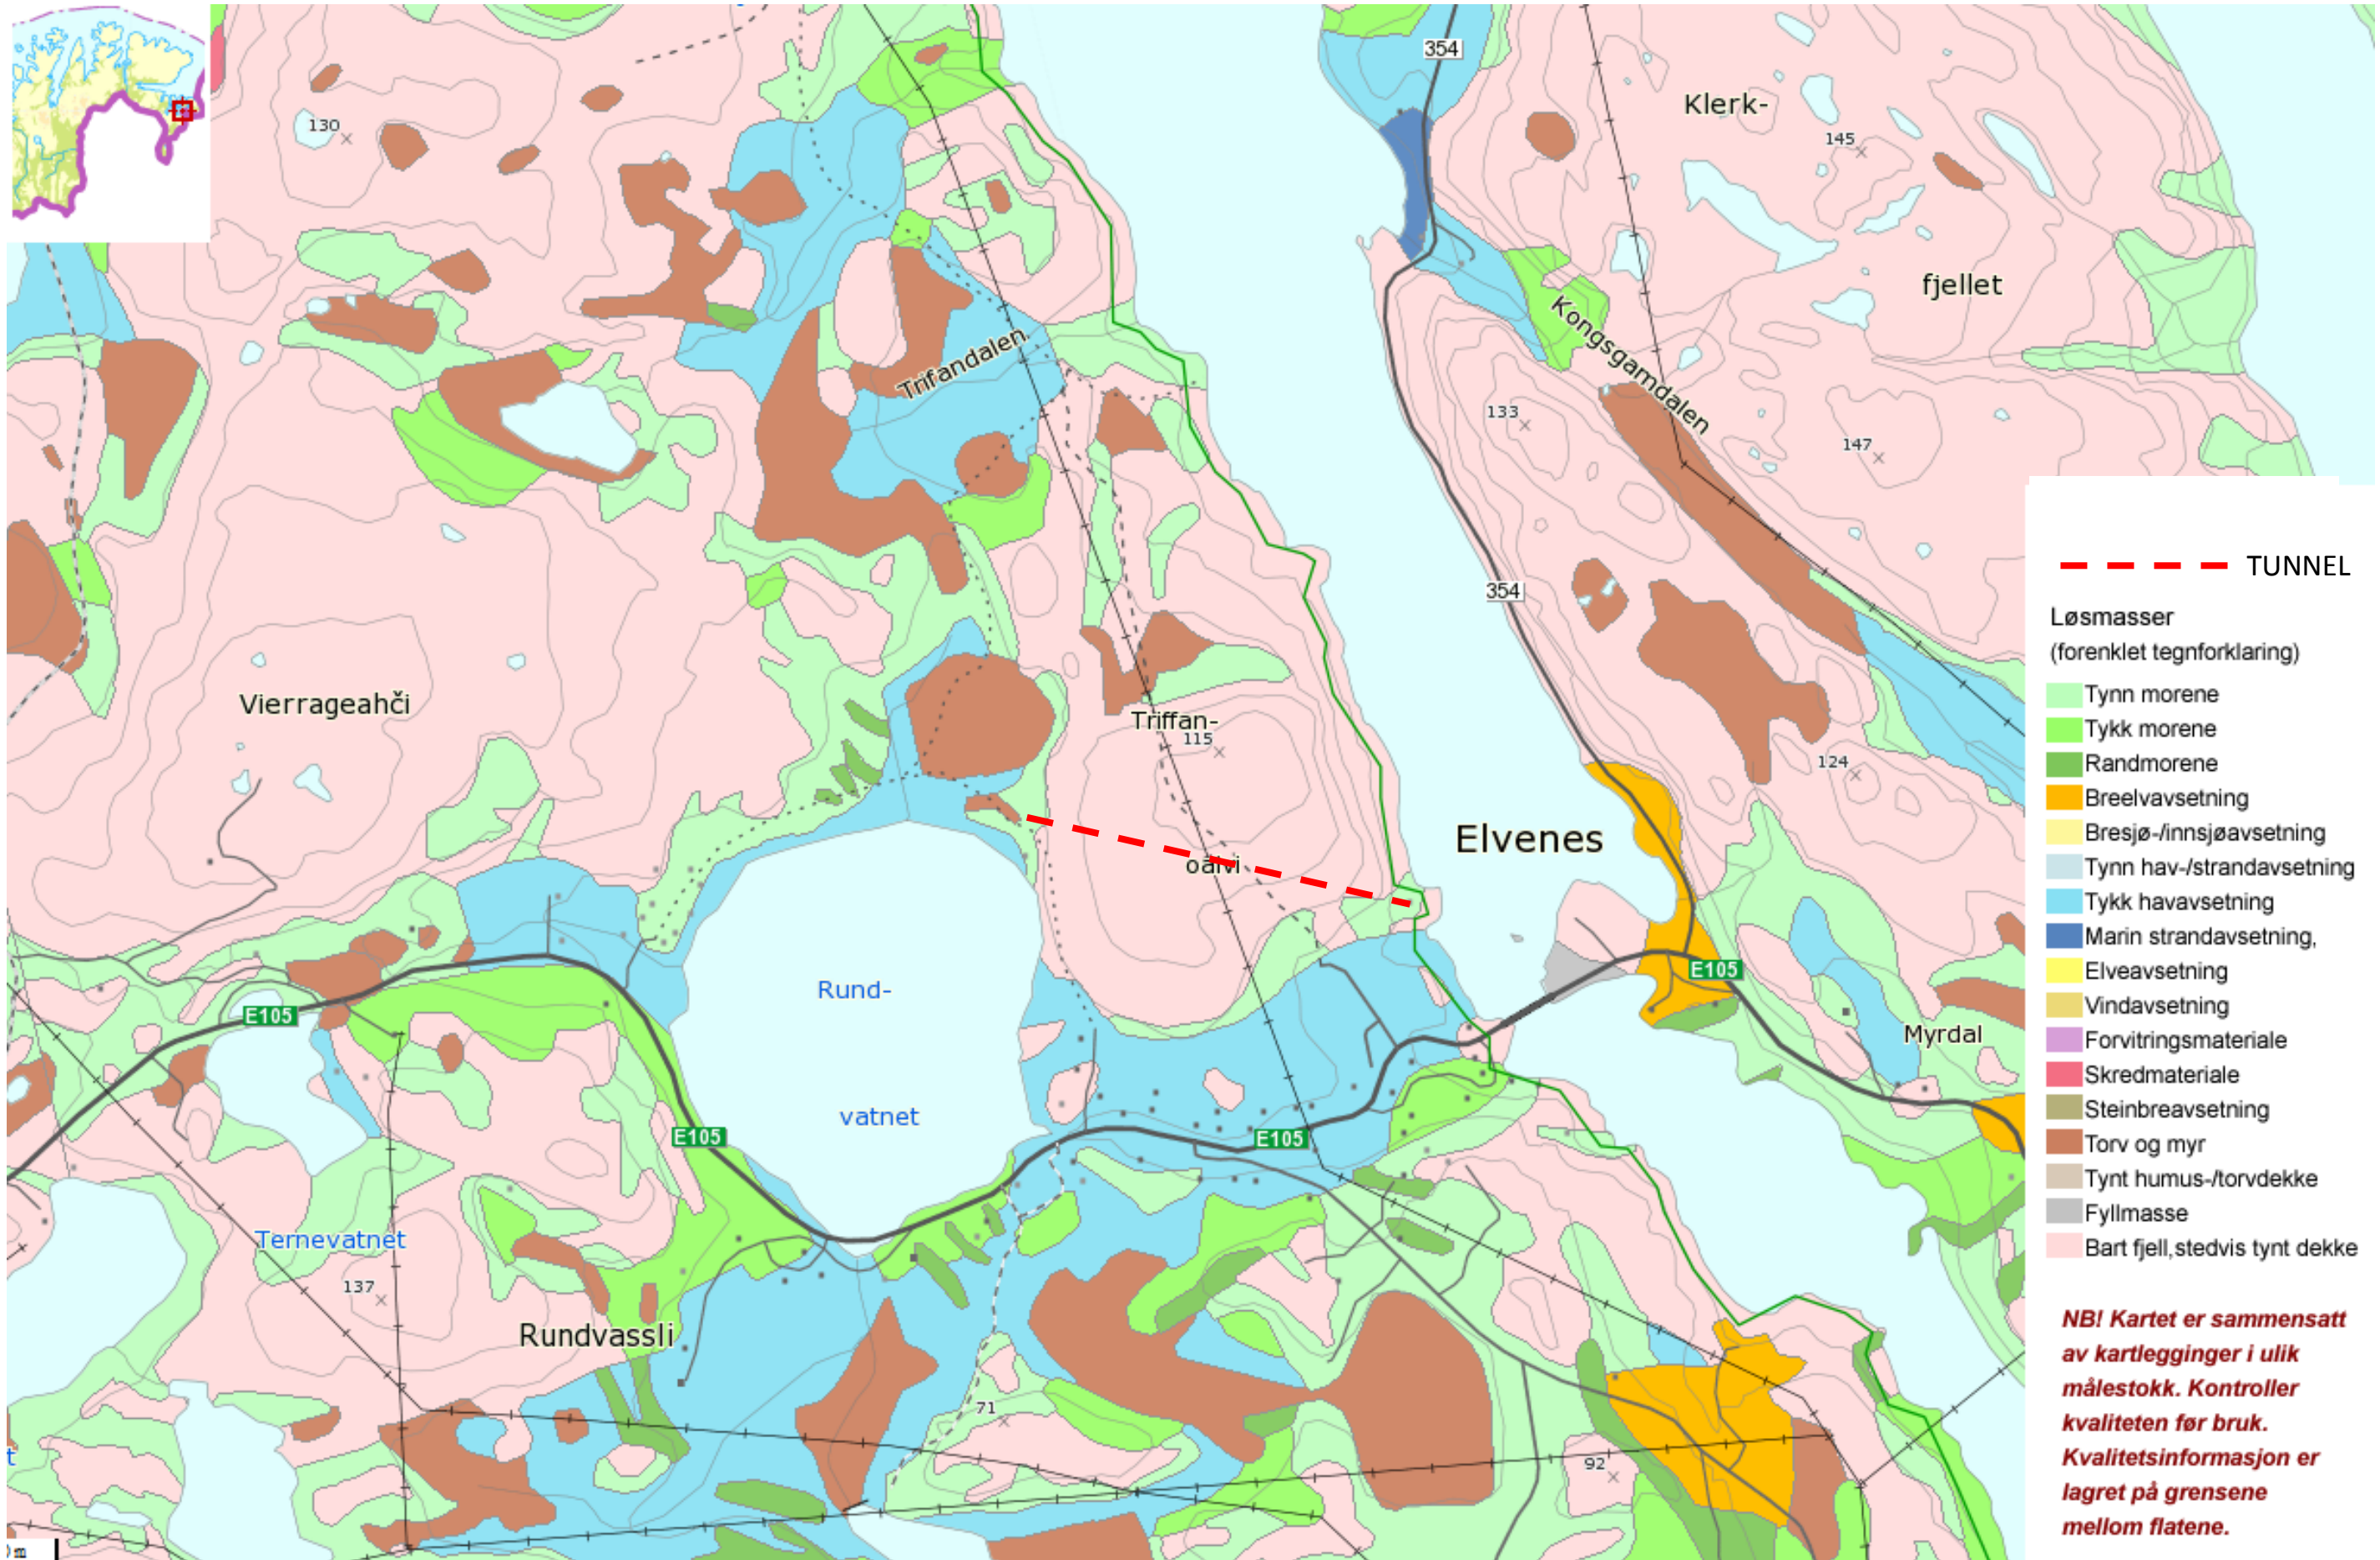 354
Klerk-
130
145
fjellet
Kongsgamdalen
Trifandalen
133
147
TUNNEL
354
Løsmasser
(forenklet tegnforklaring)
Tynn morene
Vierrageahči
Triffan-
115
Tykk morene
124
Randmorene
Breelvavsetning
Elvenes
Bresjø-/innsjøavsetning
oaivi
Tynn hav-/strandavsetning
Tykk havavsetning
Marin strandavsetning,
E105
Elveavsetning
Rund-
Vindavsetning
E105
Myrdal
Forvitringsmateriale
Skredmateriale
vatnet
Steinbreavsetning
E105
E105
Torv og myr
Tynt humus-/torvdekke
Fyllmasse
Ternevatnet
Bart fjell,stedvis tynt dekke
137
Rundvassli
NB! Kartet er sammensatt
av kartlegginger i ulik
målestokk. Kontroller
kvaliteten før bruk.
Kvalitetsinformasjon er
lagret på grensene
mellom flatene.
71
t
92
m